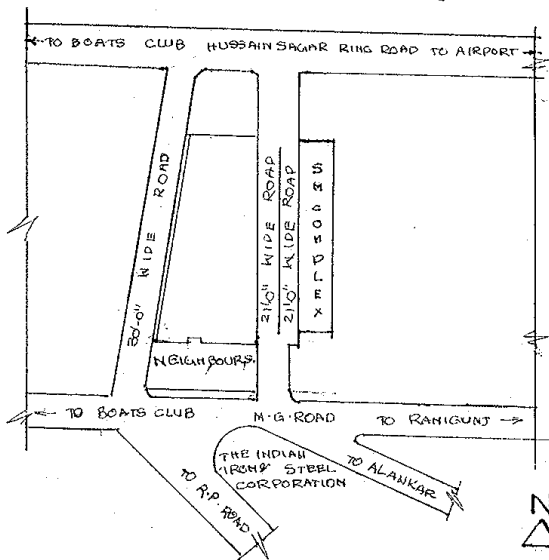 TO BOATS CLUB HUSSAIN SAGAR RING ROAD TO AIRPORT
30'-0" WIDE ROAD
21'-0" WIDE ROAD
21'-0" WIDE ROAD
SM COMPLEX
NEIGHBOURS.
TO BOATS CLUB M.G. ROAD TO RANIGUNJ
THE INDIAN
IRON & STEEL
CORPORATION
TO ALANKAR
TO R.P. ROAD
N